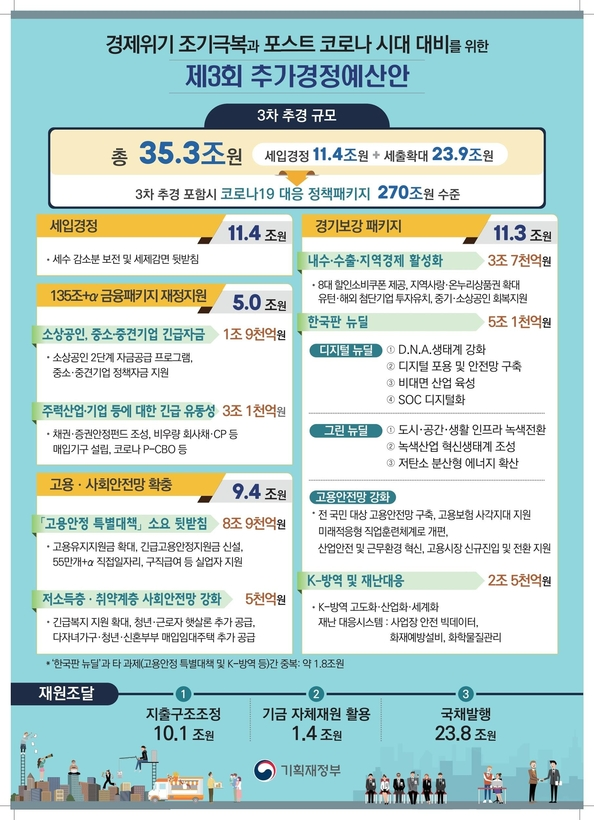 경제위기 조기극복과 포스트 코로나 시대 대비를 위한
제3회 추가경정예산안
3차 추경 규모
총 35.3조원 세입경정 11.4조원 + 세출확대 23.9조원
3차 추경 포함시 코로나19 대응 정책패키지 270조원 수준
세입경정 11.4 조원
· 세수 감소분 보전 및 세제감면 뒷받침
135조+α 금융패키지 재정지원 5.0 조원
소상공인, 중소·중견기업 긴급자금 1조 9천억원
· 소상공인 2단계 자금공급 프로그램,
중소·중견기업 정책자금 지원
주력산업·기업 등에 대한 긴급 유동성 3조 1천억원
· 채권·증권안정펀드 조성, 비우량 회사채·CP 등
매입기구 설립, 코로나 P-CBO 등
고용·사회안전망 확충 9.4 조원
「고용안정 특별대책」 소요 뒷받침 8조 9천억원
· 고용유지지원금 확대, 긴급고용안정지원금 신설,
55만개+α 직접일자리, 구직급여 등 실업자 지원
저소득층·취약계층 사회안전망 강화 5천억원
· 긴급복지 지원 확대, 청년·근로자 햇살론 추가 공급,
다자녀가구·청년·신혼부부 매입임대주택 추가 공급
경기보강 패키지 11.3 조원
내수·수출·지역경제 활성화 3조 7천억원
· 8대 할인소비쿠폰 제공, 지역사랑·온누리상품권 확대
유턴·해외 첨단기업 투자유치, 중기·소상공인 회복지원
한국판 뉴딜 5조 1천억원
디지털 뉴딜 ① D.N.A.생태계 강화
② 디지털 포용 및 안전망 구축
③ 비대면 산업 육성
④ SOC 디지털화
그린 뉴딜 ① 도시·공간·생활 인프라 녹색전환
② 녹색산업 혁신생태계 조성
③ 저탄소 분산형 에너지 확산
고용안전망 강화
· 전 국민 대상 고용안전망 구축, 고용보험 사각지대 지원
미래적응형 직업훈련체계로 개편,
산업안전 및 근무환경 혁신, 고용시장 신규진입 및 전환 지원
K-방역 및 재난대응 2조 5천억원
· K-방역 고도화·산업화·세계화
재난 대응시스템 : 사업장 안전 빅데이터,
화재예방설비, 화학물질관리
* '한국판 뉴딜'과 타 과제(고용안정 특별대책 및 K-방역 등)간 중복: 약 1.8조원
재원조달
① 지출구조조정
10.1 조원
② 기금 자체재원 활용
1.4 조원
③ 국채발행
23.8 조원
기획재정부